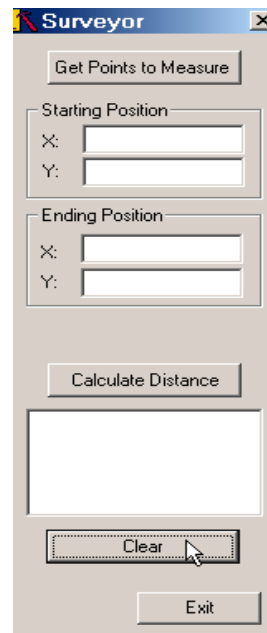 Surveyor
Get Points to Measure
Starting Position
X:
Y:
Ending Position
X:
Y:
Calculate Distance
Clear
Exit